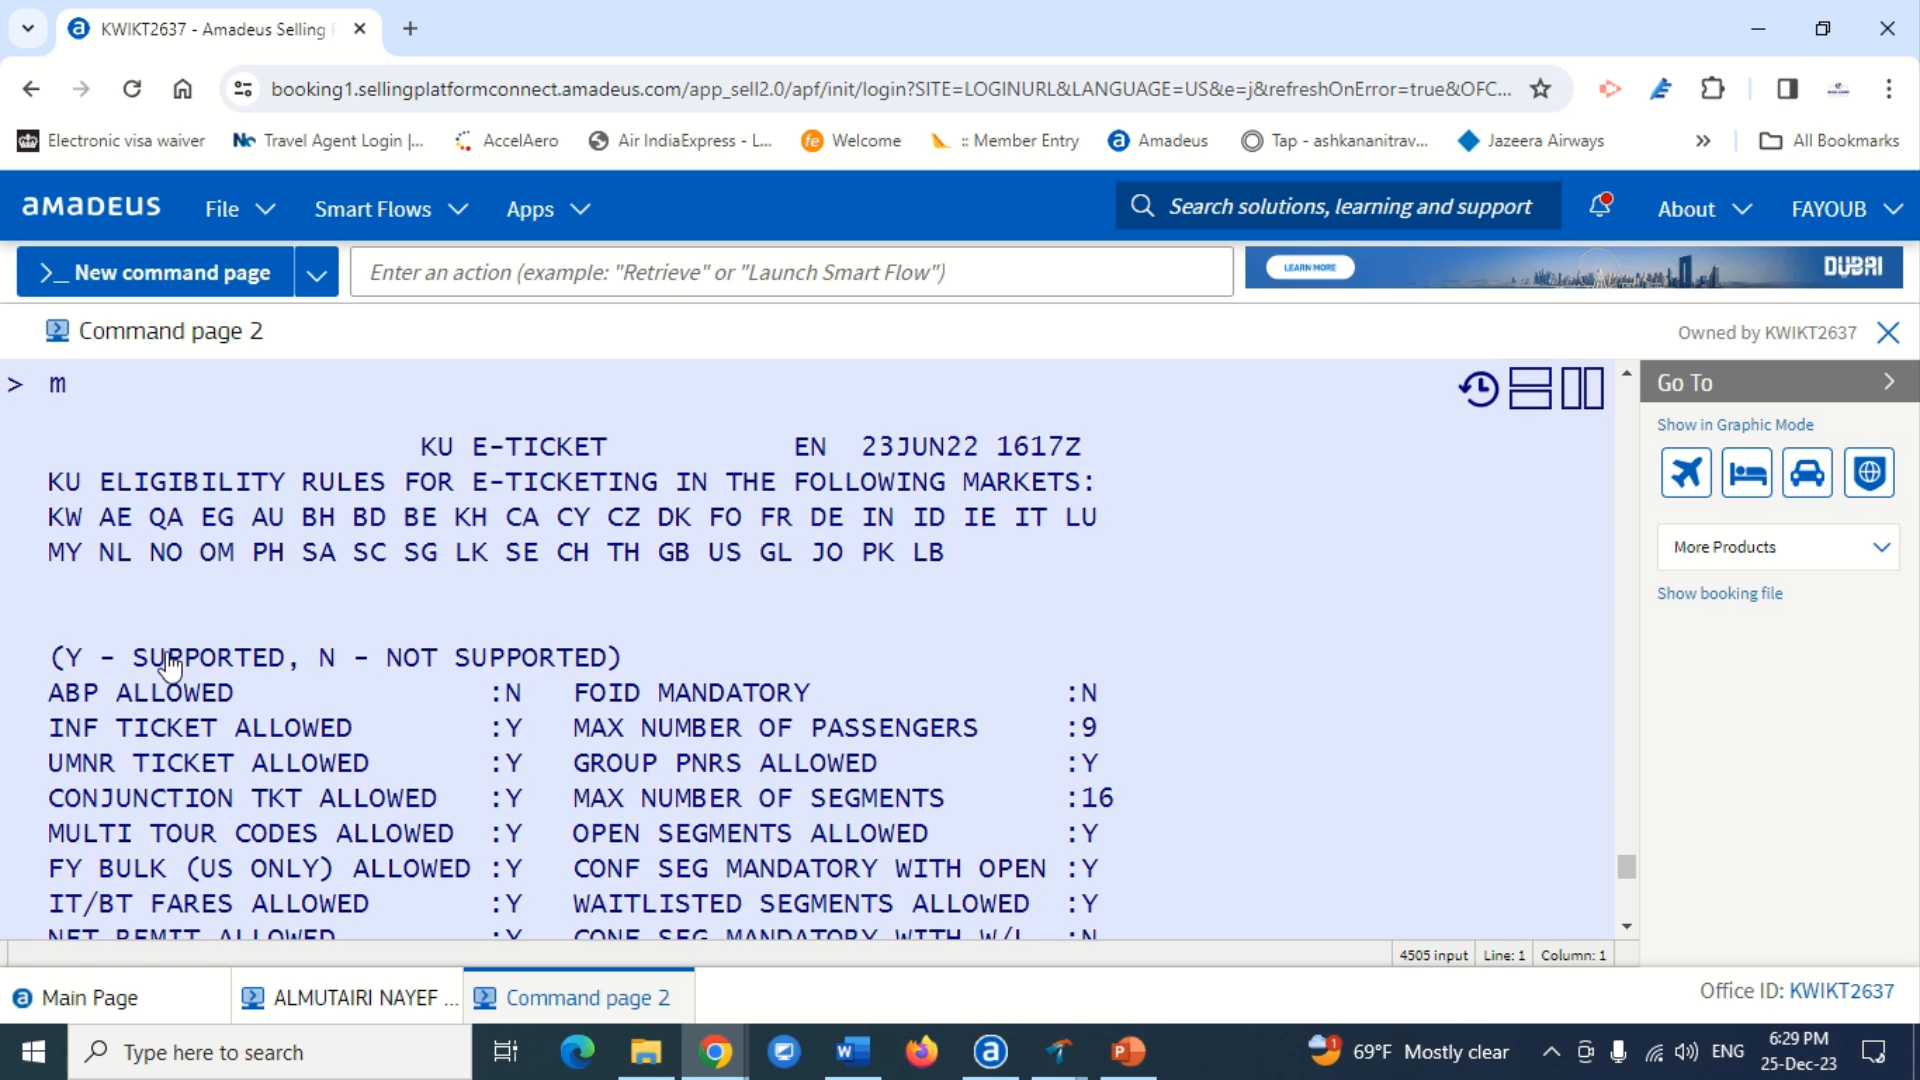 KWIKT2637 - Amadeus Selling
booking1.sellingplatformconnect.amadeus.com/app_sell2.0/apf/init/login?SITE=LOGINURL&LANGUAGE=US&e=j&refreshOnError=true&OFC...
Electronic visa waiver
Travel Agent Login |...
AccelAero
Air IndiaExpress - L...
fe Welcome
:: Member Entry
Amadeus
Tap - ashkananitrav...
Jazeera Airways
» All Bookmarks
amadeus File Smart Flows Apps
Search solutions, learning and support
About FAYOUB
>_ New command page
Enter an action (example: "Retrieve" or "Launch Smart Flow")
LEARN MORE
DUBAI
Command page 2
Owned by KWIKT2637
> m
KU E-TICKET EN 23JUN22 1617Z
KU ELIGIBILITY RULES FOR E-TICKETING IN THE FOLLOWING MARKETS:
KW AE QA EG AU BH BD BE KH CA CY CZ DK FO FR DE IN ID IE IT LU
MY NL NO OM PH SA SC SG LK SE CH TH GB US GL JO PK LB
(Y - SUPPORTED, N - NOT SUPPORTED)
ABP ALLOWED :N FOID MANDATORY :N
INF TICKET ALLOWED :Y MAX NUMBER OF PASSENGERS :9
UMNR TICKET ALLOWED :Y GROUP PNRS ALLOWED :Y
CONJUNCTION TKT ALLOWED :Y MAX NUMBER OF SEGMENTS :16
MULTI TOUR CODES ALLOWED :Y OPEN SEGMENTS ALLOWED :Y
FY BULK (US ONLY) ALLOWED :Y CONF SEG MANDATORY WITH OPEN :Y
IT/BT FARES ALLOWED :Y WAITLISTED SEGMENTS ALLOWED :Y
NET REMIT ALLOWED :Y CONF SEG MANDATORY WITH W/L :N
Go To
Show in Graphic Mode
More Products
Show booking file
4505 input Line: 1 Column: 1
Main Page
ALMUTAIRI NAYEF ...
Command page 2
Office ID: KWIKT2637
Type here to search
69°F Mostly clear
ENG
6:29 PM
25-Dec-23